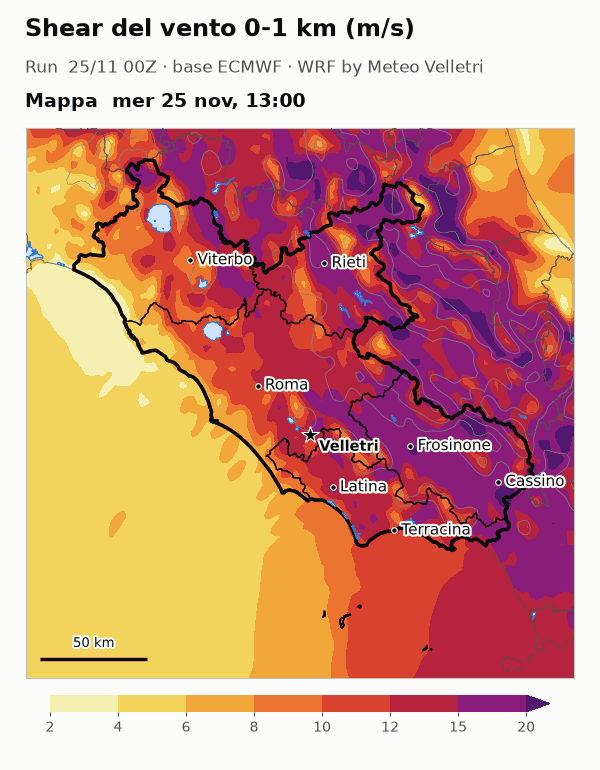 Shear del vento 0-1 km (m/s)
Run  25/11 00Z · base ECMWF · WRF by Meteo Velletri
Mappa  mer 25 nov, 13:00
Viterbo
Rieti
Roma
Velletri
Frosinone
Cassino
Latina
Terracina
50 km
2 4 6 8 10 12 15 20